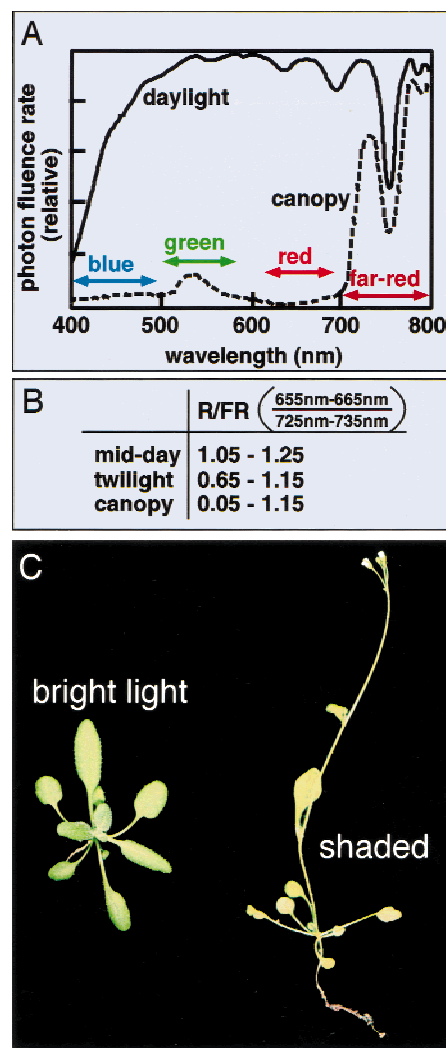 A
photon fluence rate
(relative)
daylight
canopy
green
red
blue
far-red
400 500 600 700 800
wavelength (nm)
B
R/FR (655nm-665nm
725nm-735nm)
mid-day 1.05 - 1.25
twilight 0.65 - 1.15
canopy 0.05 - 1.15
C
bright light
shaded